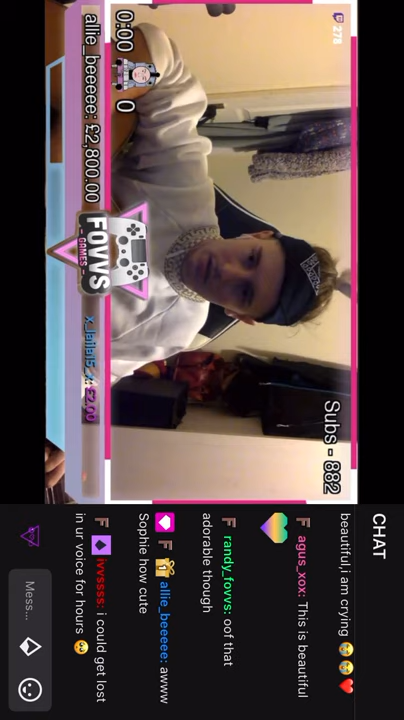 278
Subs - 882
0:00
0
allie_beeeee: £2,800.00
FOVVS
- GAMES -
£2.00
CHAT
beautiful,i am crying 😭😭❤️
agus_xox: This is beautiful
randy_fovvs: oof that
adorable though
allie_beeeee: awww
Sophie how cute
ivvssss: i could get lost
in ur voice for hours 🥺
Mess...